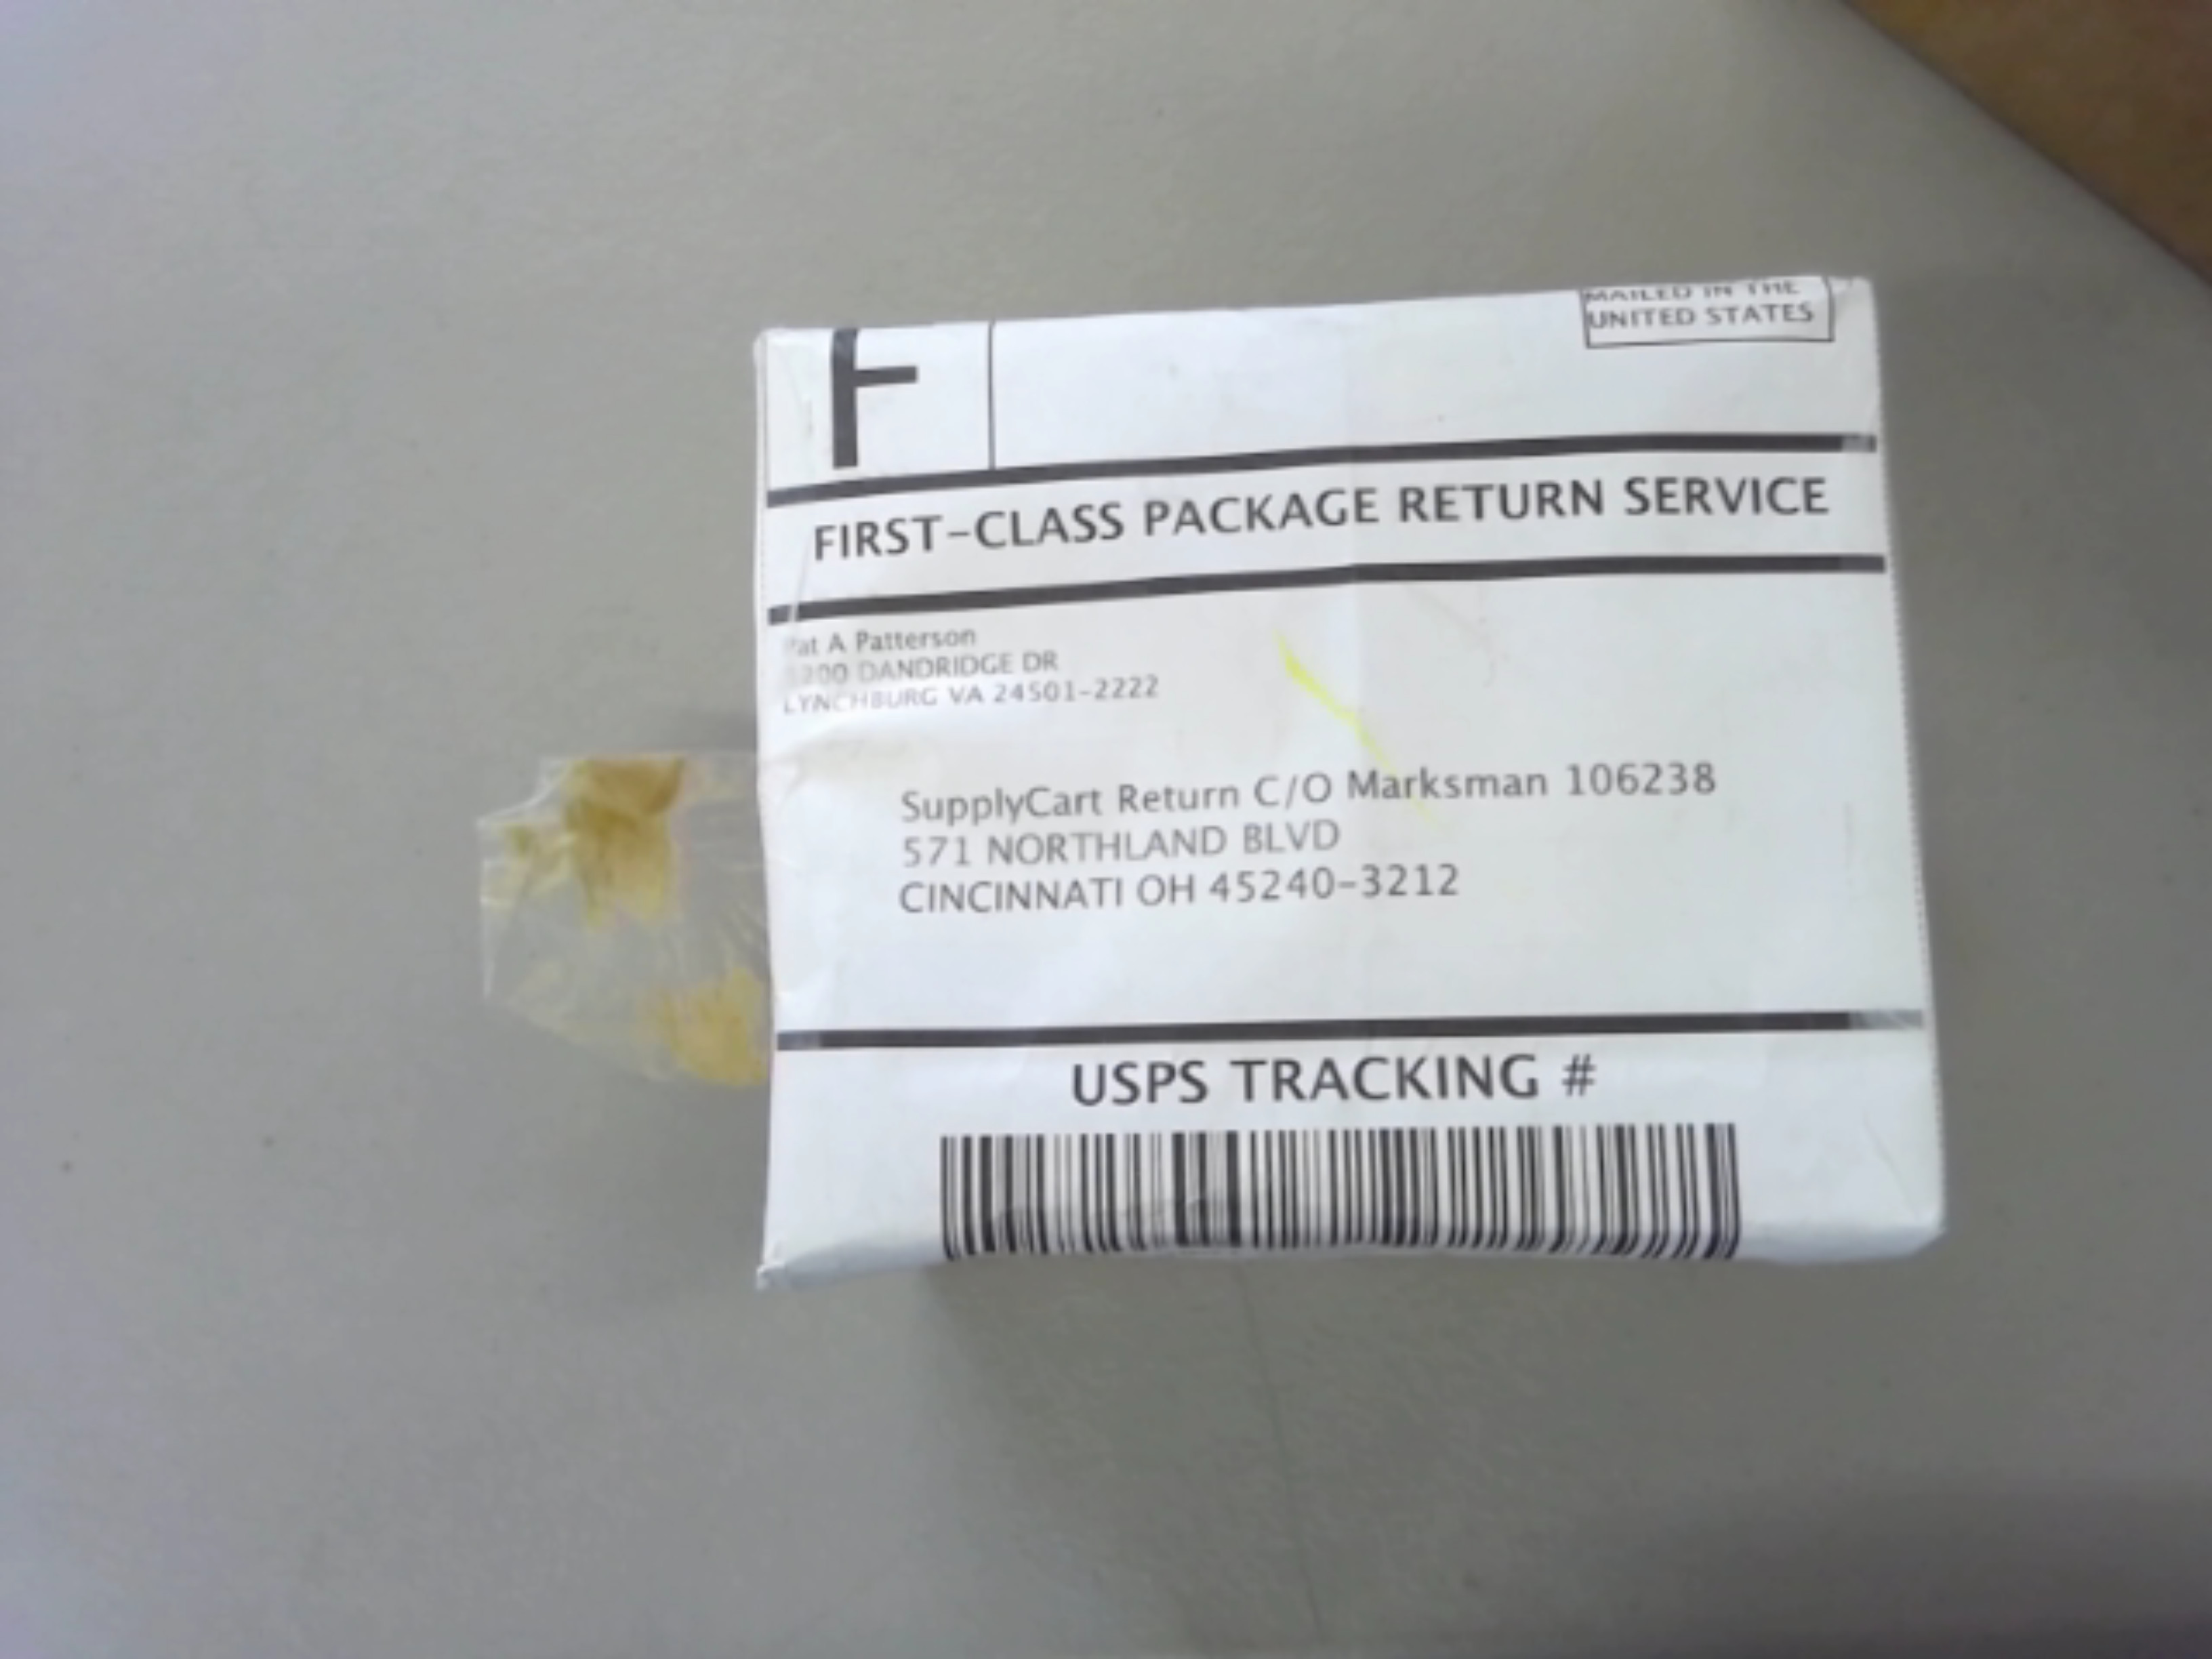 MAILED IN THE
UNITED STATES
F
FIRST-CLASS PACKAGE RETURN SERVICE
Pat A Patterson
DANDRIDGE DR
LYNCHBURG VA 24501-2222
SupplyCart Return C/O Marksman 106238
571 NORTHLAND BLVD
CINCINNATI OH 45240-3212
USPS TRACKING #